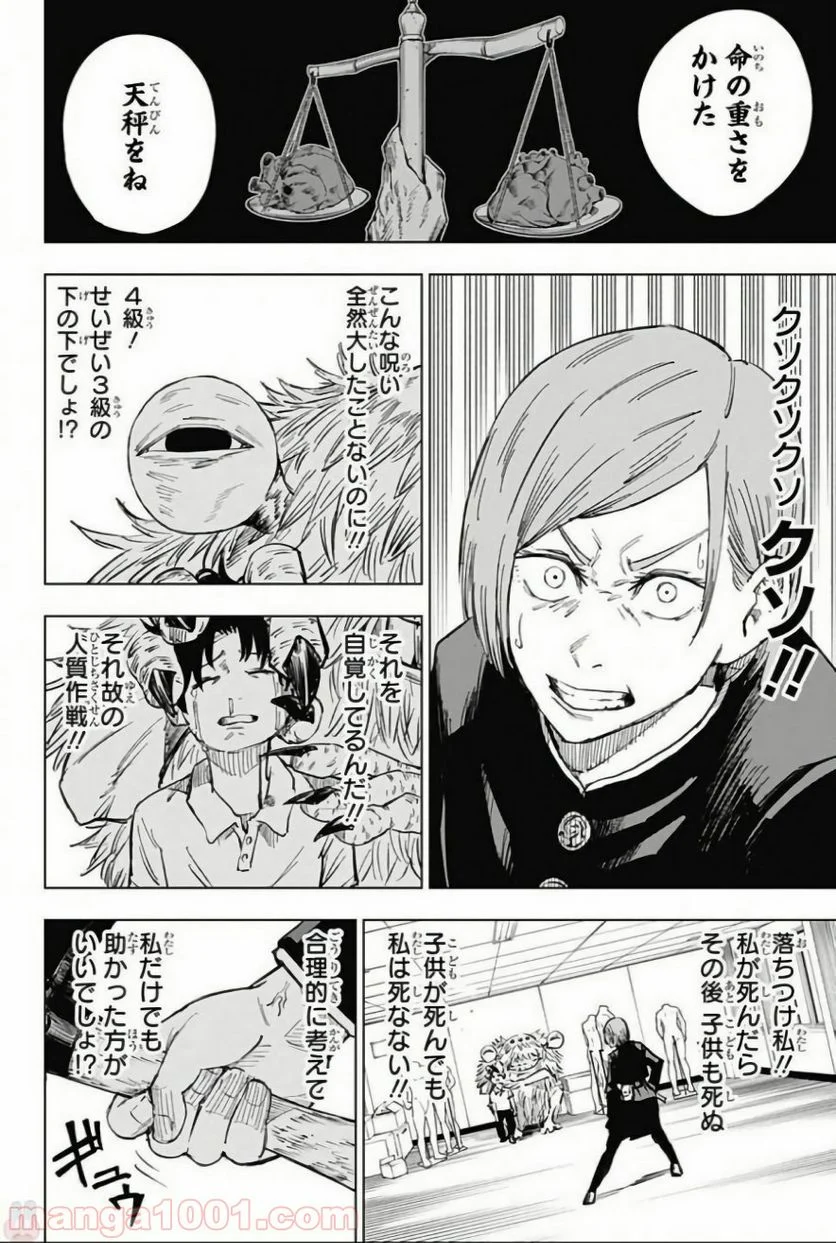 命の重さを
かけた
天秤をね
クソクソクソ
クソ!!
こんな呪い
全然大したことないのに!!
4級!
せいぜい3級の
下の下でしょ!?
それを
自覚してるんだ!!
それ故の
人質作戦!!
落ちつけ私!!
私が死んだら
その後 子供も死ぬ
子供が死んでも
私は死なない!!
合理的に考えて
私だけでも
助かった方が
いいでしょ!?
ギュウ
manga1001.com